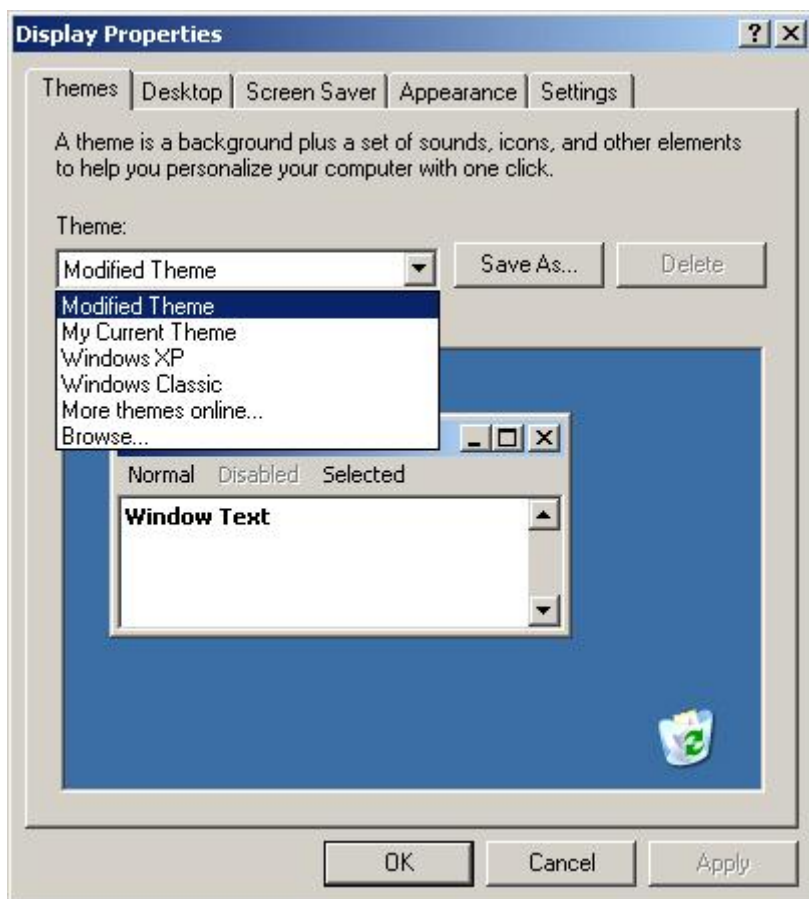 Display Properties
Themes Desktop Screen Saver Appearance Settings
A theme is a background plus a set of sounds, icons, and other elements
to help you personalize your computer with one click.
Theme:
Modified Theme Save As... Delete
Modified Theme
My Current Theme
Windows XP
Windows Classic
More themes online...
Browse...
Normal Disabled Selected
Window Text
OK Cancel Apply